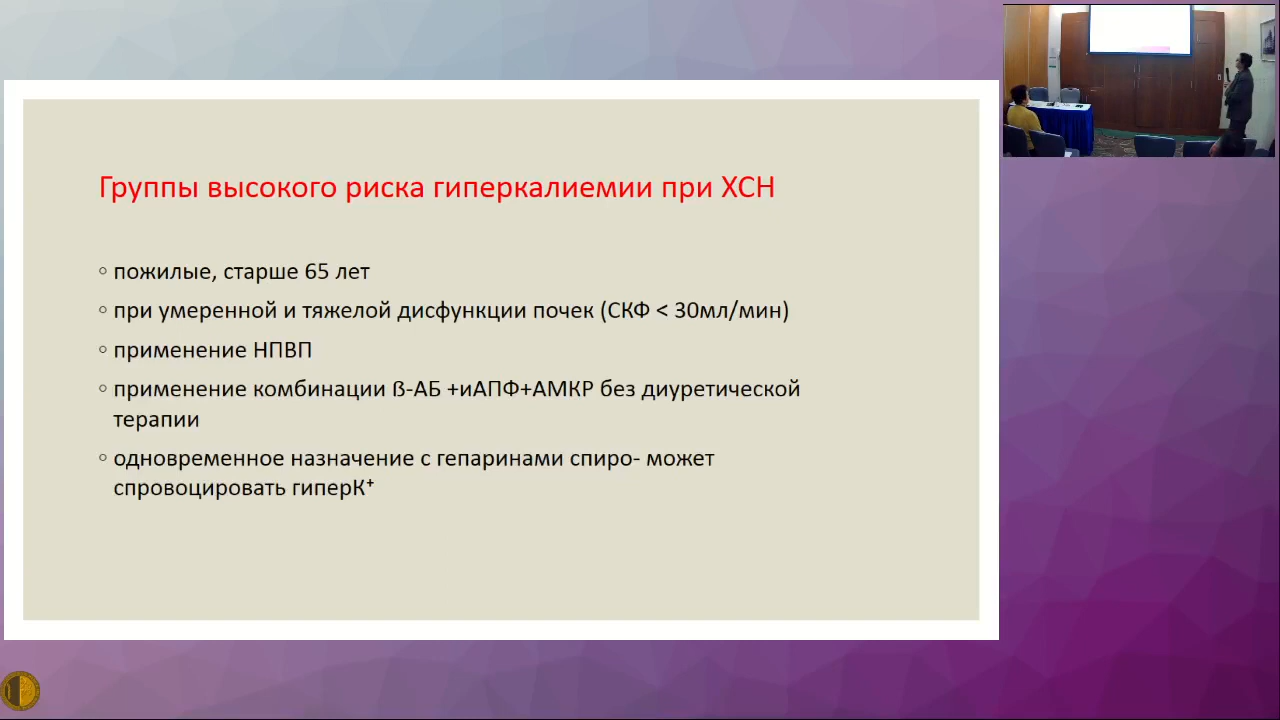 Группы высокого риска гиперкалиемии при ХСН
◦ пожилые, старше 65 лет
◦ при умеренной и тяжелой дисфункции почек (СКФ < 30мл/мин)
◦ применение НПВП
◦ применение комбинации ß-АБ +иАПФ+АМКР без диуретической
терапии
◦ одновременное назначение с гепаринами спиро- может
спровоцировать гиперК⁺